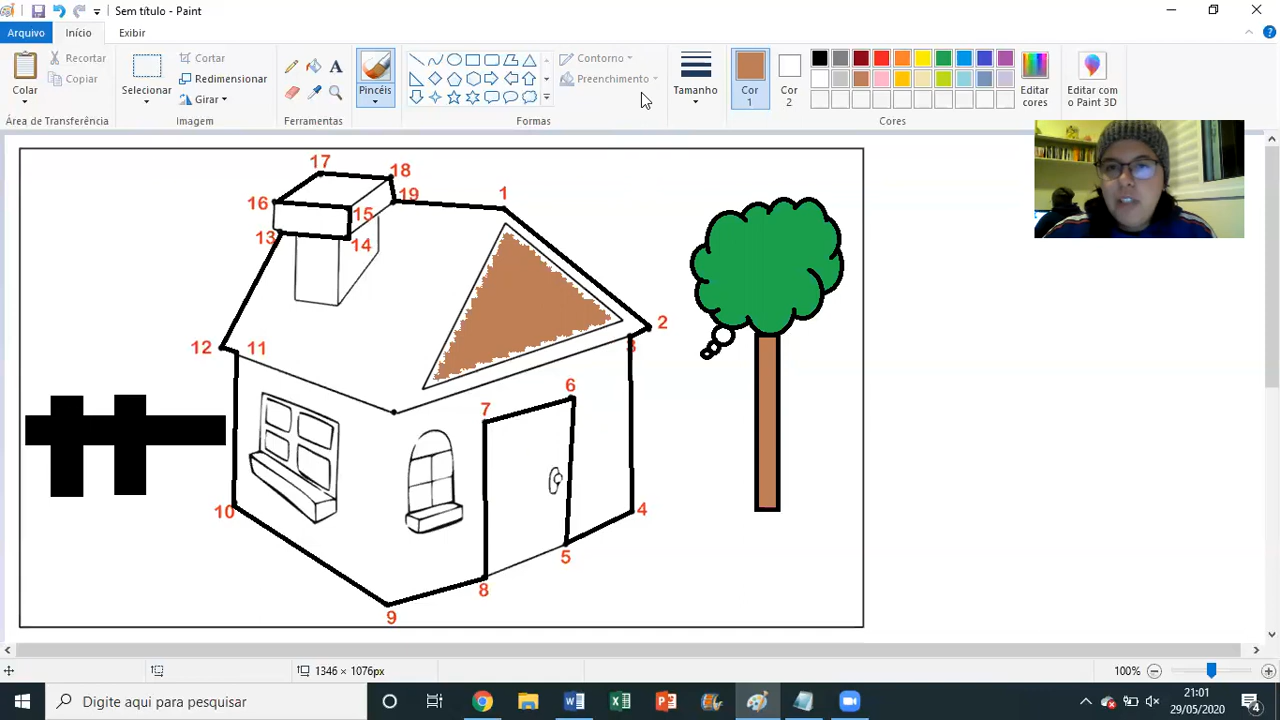 Sem título - Paint
Arquivo Início Exibir
Colar
Recortar
Copiar
Área de Transferência
Selecionar
Cortar
Redimensionar
Girar
Imagem
A
Ferramentas
Pincéis
Contorno
Preenchimento
Formas
Tamanho
Cor 1
Cor 2
Editar cores
Cores
Editar com o Paint 3D
17
18
16
19
1
15
13
14
2
12
11
3
6
7
10
4
5
8
9
1346 × 1076px
100%
Digite aqui para pesquisar
21:01
29/05/2020
4